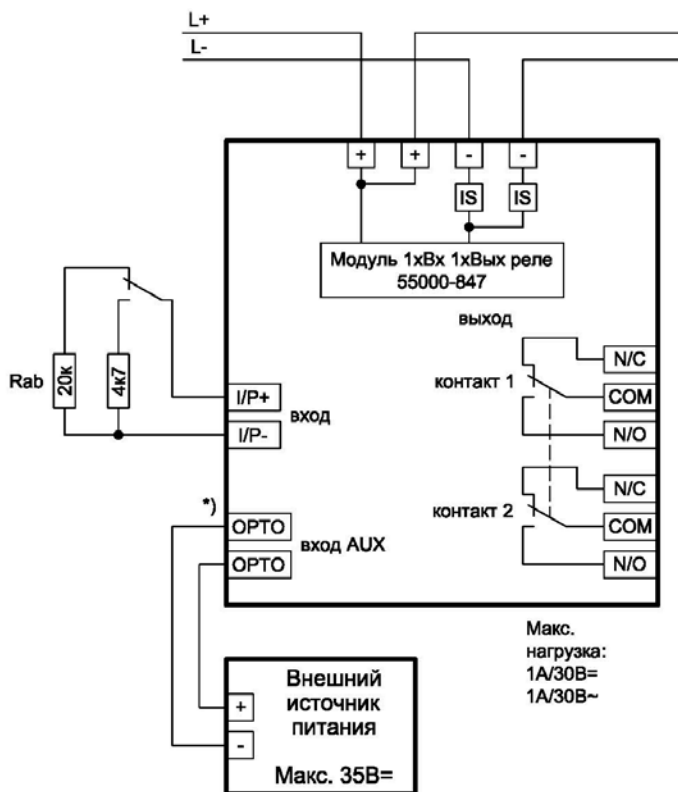 L+
L-
+
+
-
-
IS
IS
Модуль 1хВх 1хВых реле
55000-847
выход
Rab
20к
4к7
I/P+
вход
I/P-
контакт 1
N/C
COM
N/O
*)
OPTO
вход AUX
OPTO
контакт 2
N/C
COM
N/O
Макс.
нагрузка:
1А/30В=
1А/30В~
Внешний
источник
питания
+
-
Макс. 35В=